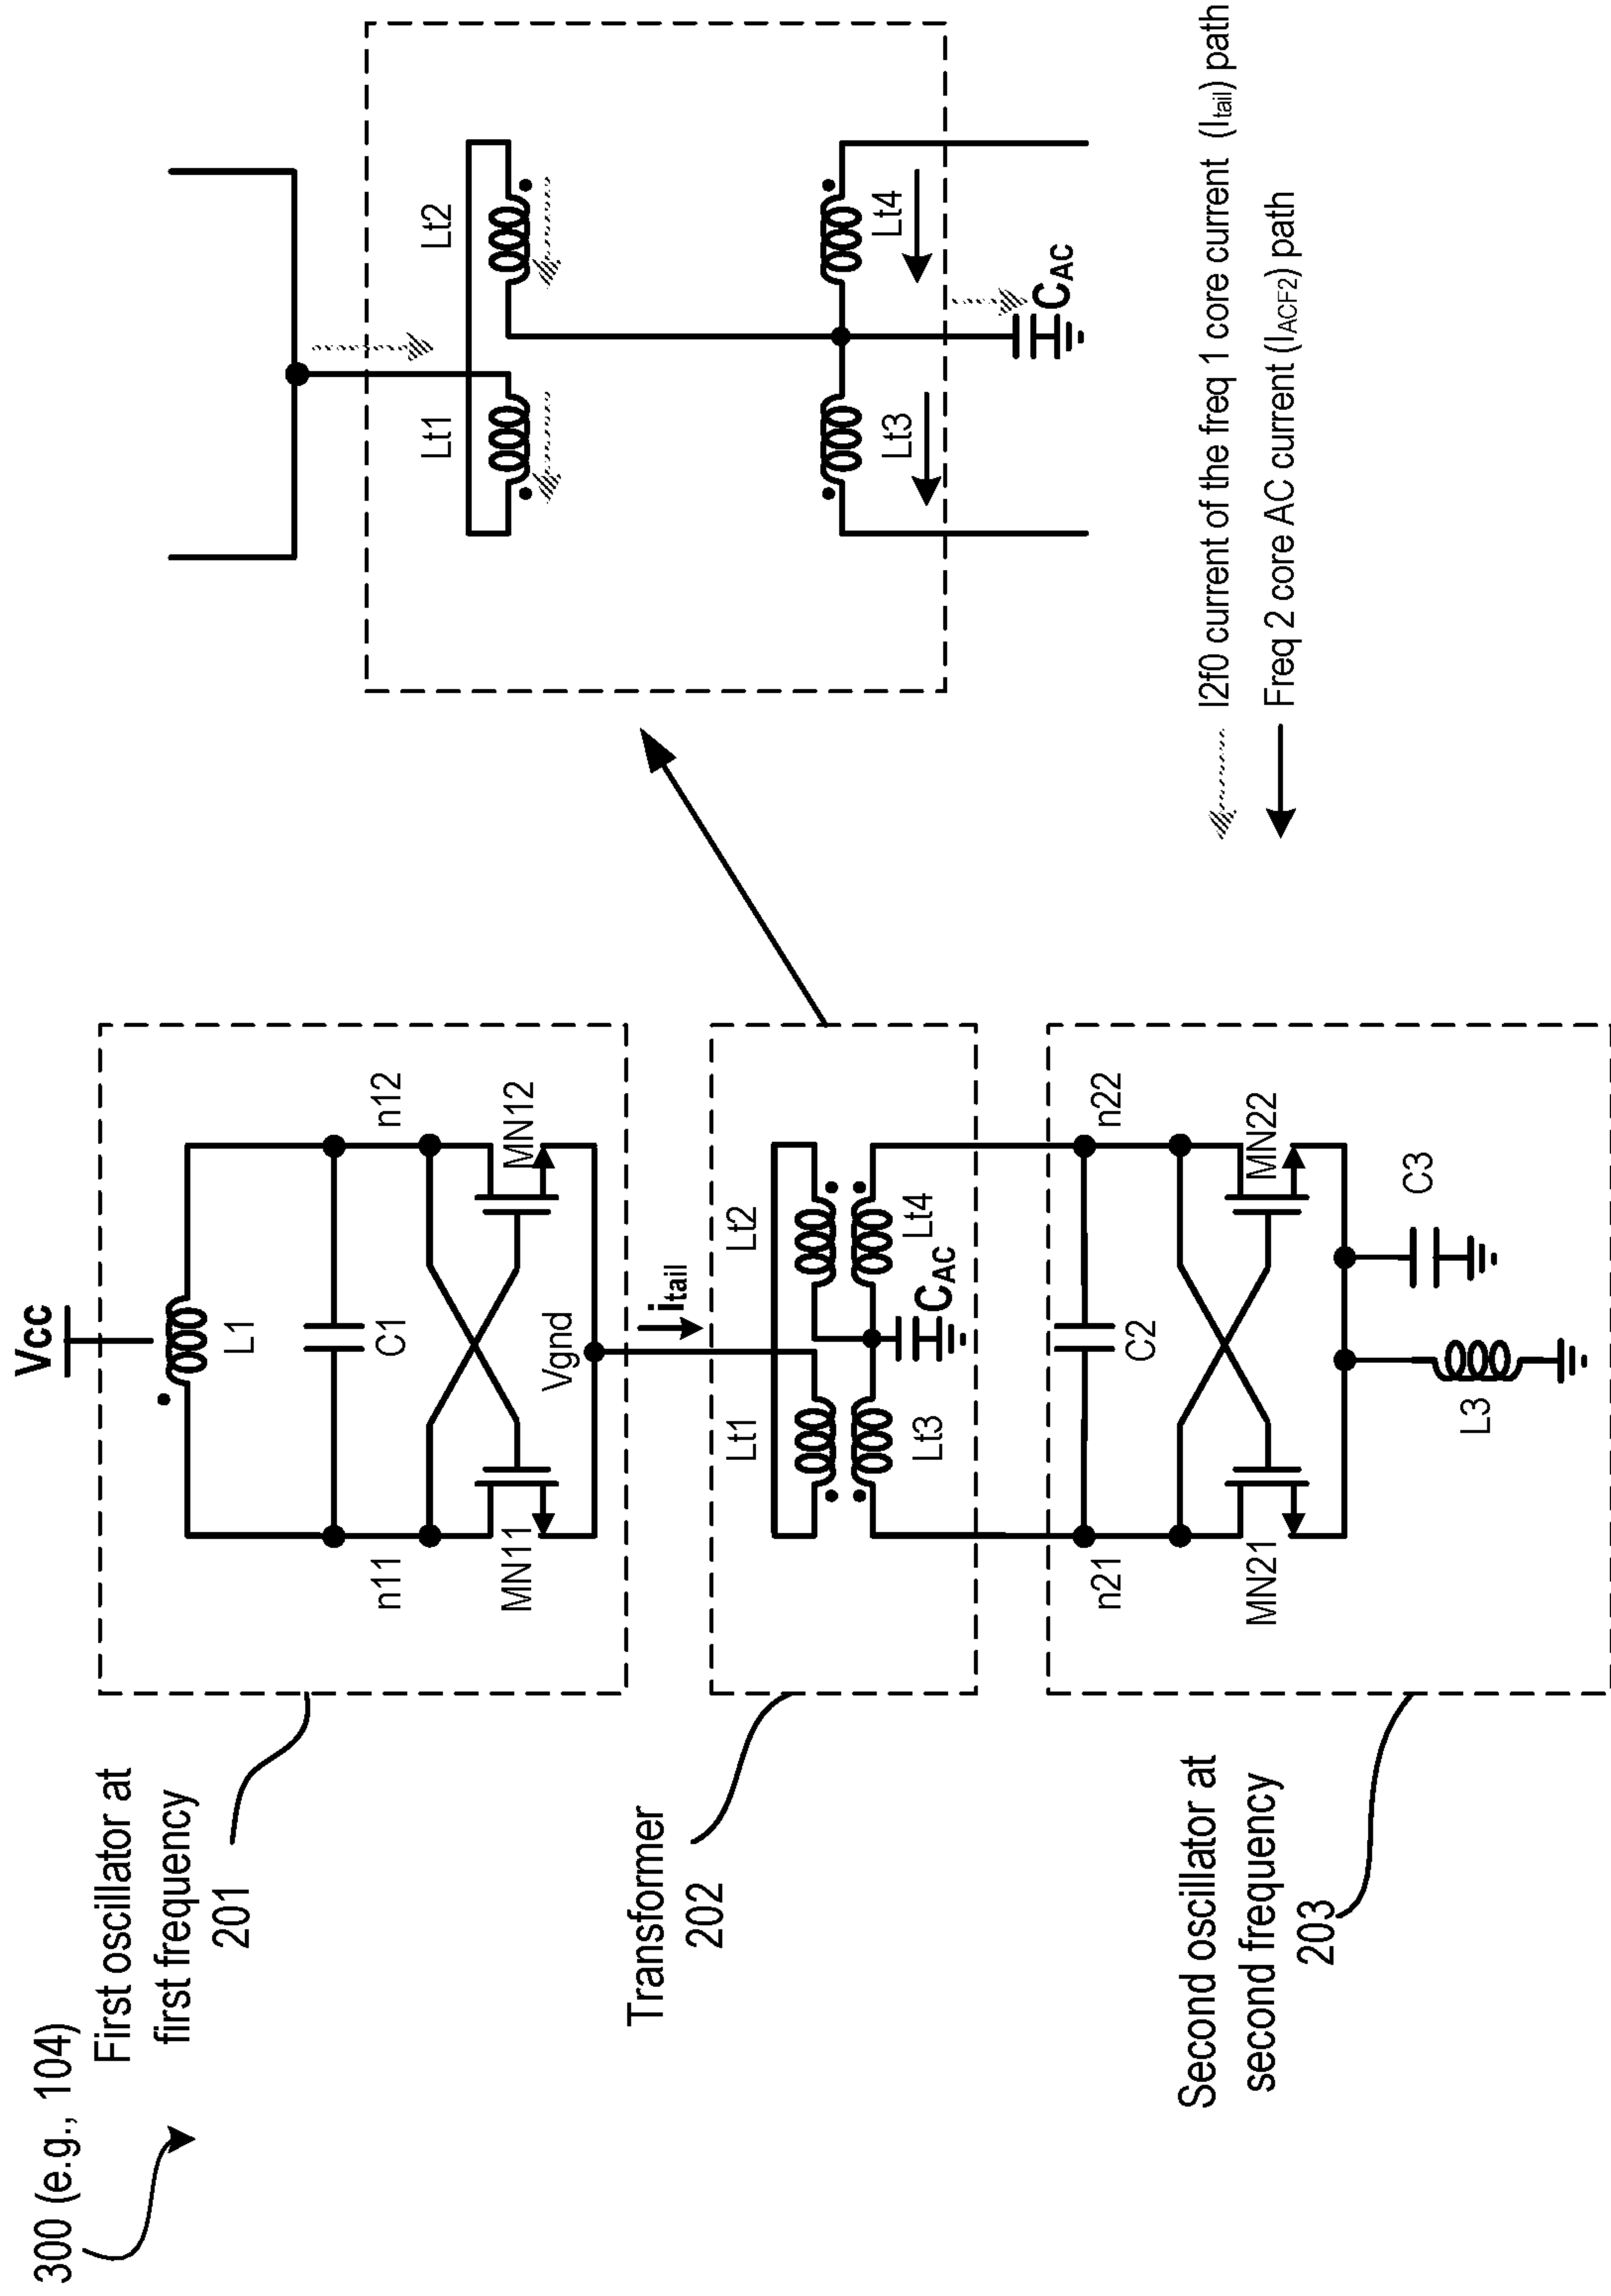 300 (e.g., 104)
First oscillator at
first frequency
201
Vcc
L1
C1
n11
n12
MN11
MN12
Vgnd
itail
Transformer
202
Lt1
Lt2
Lt3
Lt4
CAC
Second oscillator at
second frequency
203
n21
n22
C2
MN21
MN22
L3
C3
Lt1
Lt2
Lt3
Lt4
CAC
I2f0 current of the freq 1 core current (Itail) path
Freq 2 core AC current (IACF2) path